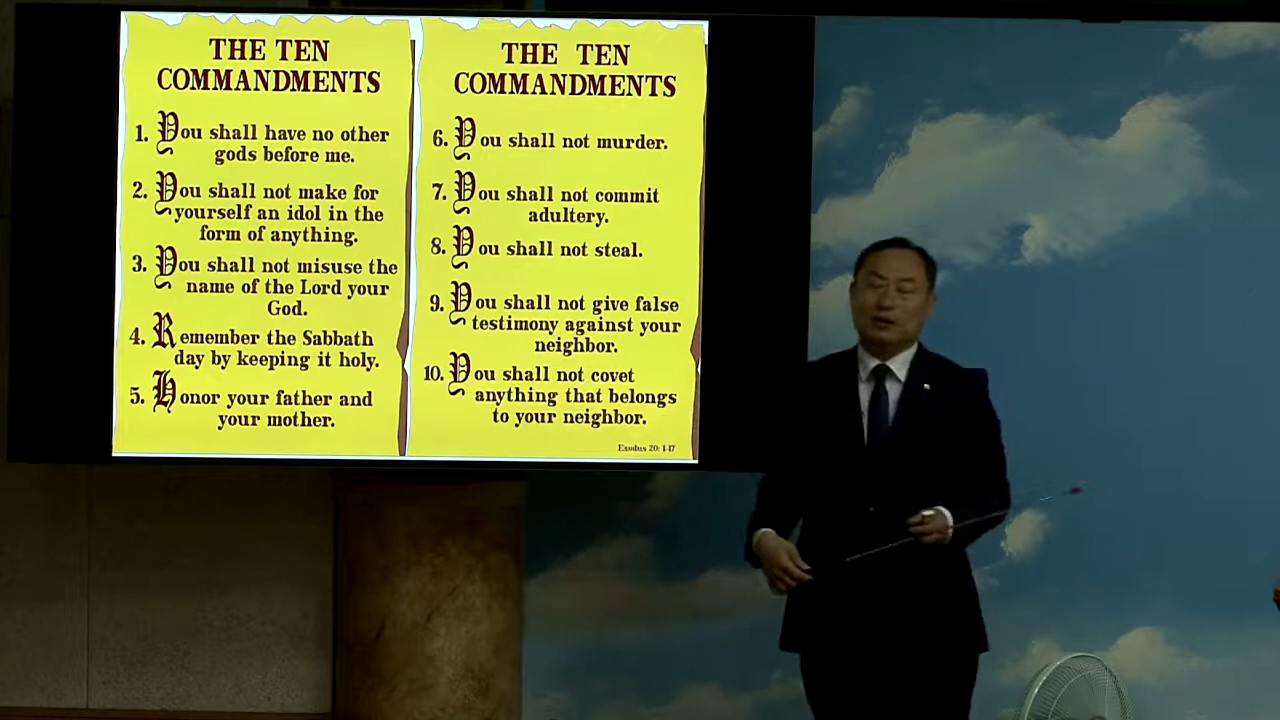 THE TEN
COMMANDMENTS
1. You shall have no other
gods before me.
2. You shall not make for
yourself an idol in the
form of anything.
3. You shall not misuse the
name of the Lord your
God.
4. Remember the Sabbath
day by keeping it holy.
5. Honor your father and
your mother.
THE TEN
COMMANDMENTS
6. You shall not murder.
7. You shall not commit
adultery.
8. You shall not steal.
9. You shall not give false
testimony against your
neighbor.
10. You shall not covet
anything that belongs
to your neighbor.
Exodus 20: 1-17